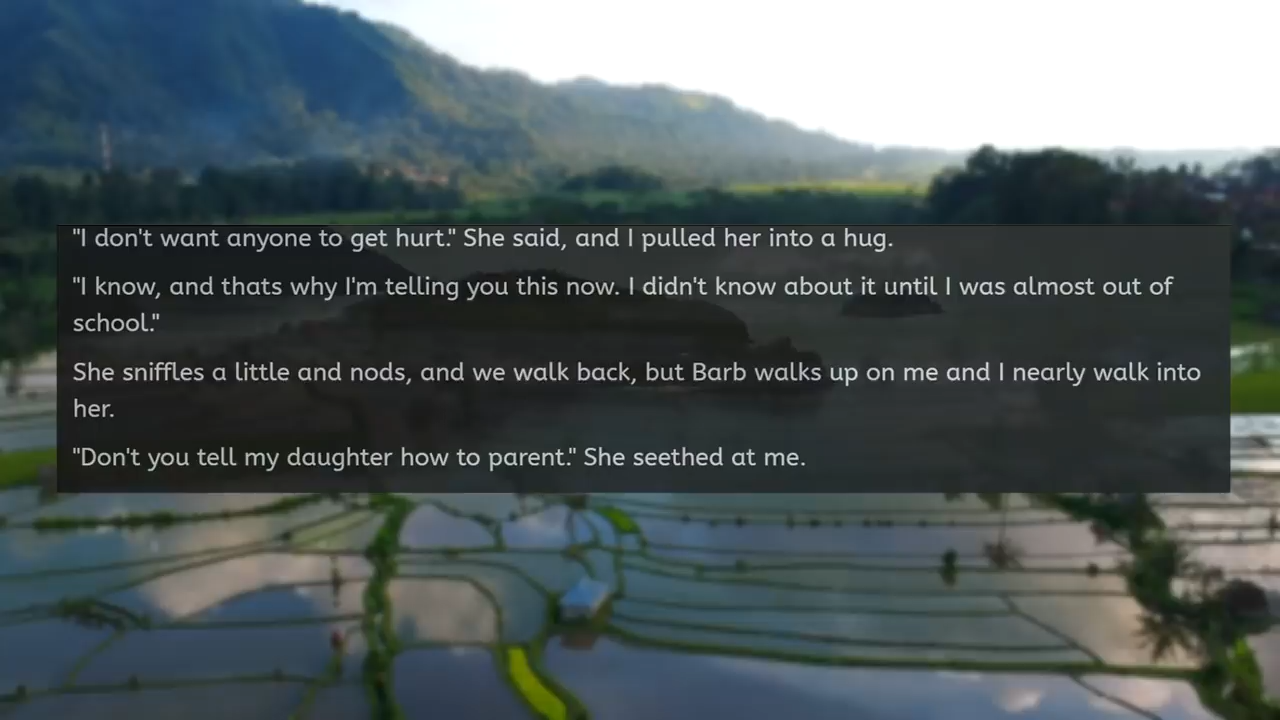 "I don't want anyone to get hurt." She said, and I pulled her into a hug.
"I know, and thats why I'm telling you this now. I didn't know about it until I was almost out of
school."
She sniffles a little and nods, and we walk back, but Barb walks up on me and I nearly walk into
her.
"Don't you tell my daughter how to parent." She seethed at me.